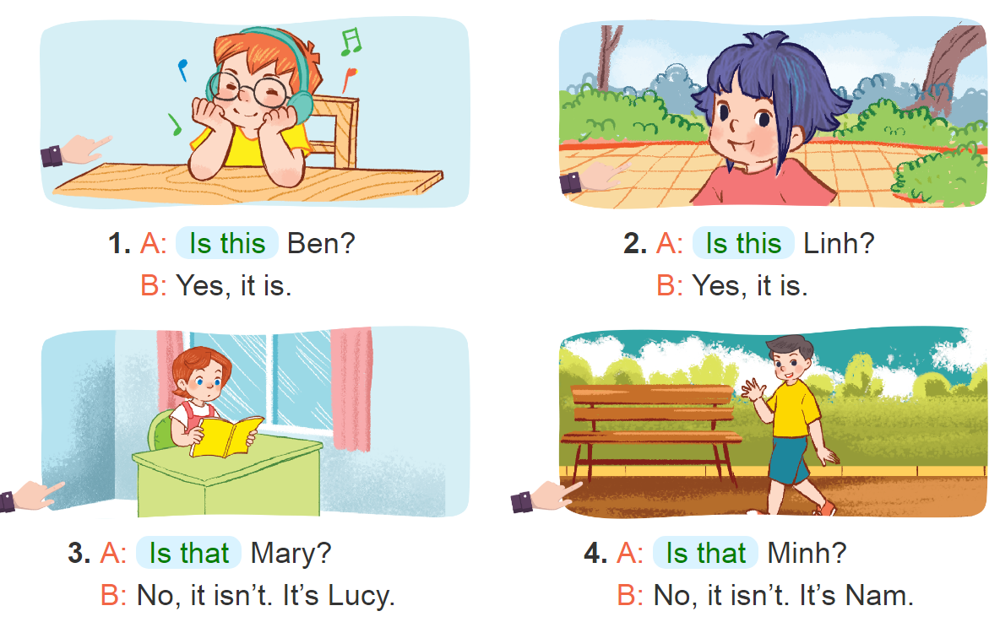 1. A: Is this Ben?
B: Yes, it is.
2. A: Is this Linh?
B: Yes, it is.
3. A: Is that Mary?
B: No, it isn’t. It’s Lucy.
4. A: Is that Minh?
B: No, it isn’t. It’s Nam.